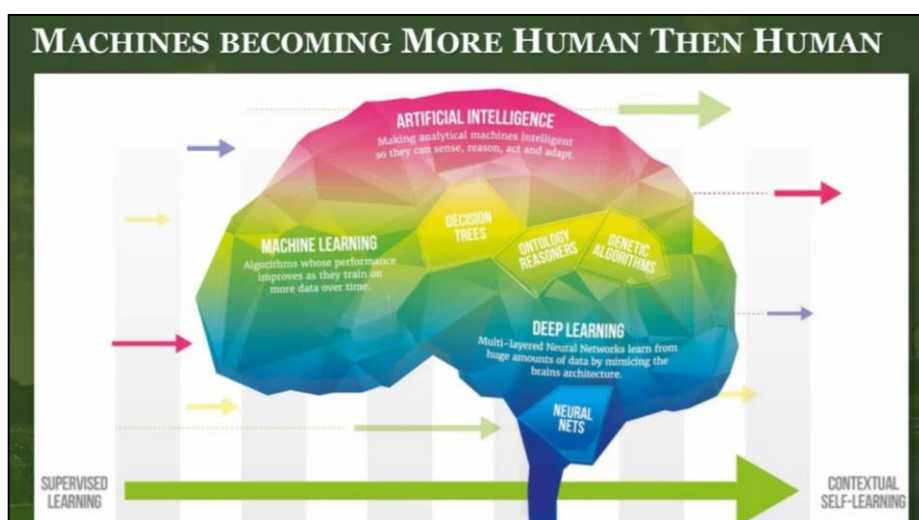 MACHINES BECOMING MORE HUMAN THEN HUMAN
ARTIFICIAL INTELLIGENCE
Making analytical machines intelligent
so they can sense, reason, act and adapt.
DECISION
TREES
ONTOLOGY
REASONERS
GENETIC
ALGORITHMS
MACHINE LEARNING
Algorithms whose performance
improves as they train on
more data over time.
DEEP LEARNING
Multi-layered Neural Networks learn from
huge amounts of data by mimicing the
brains architecture.
NEURAL
NETS
SUPERVISED
LEARNING
CONTEXTUAL
SELF-LEARNING